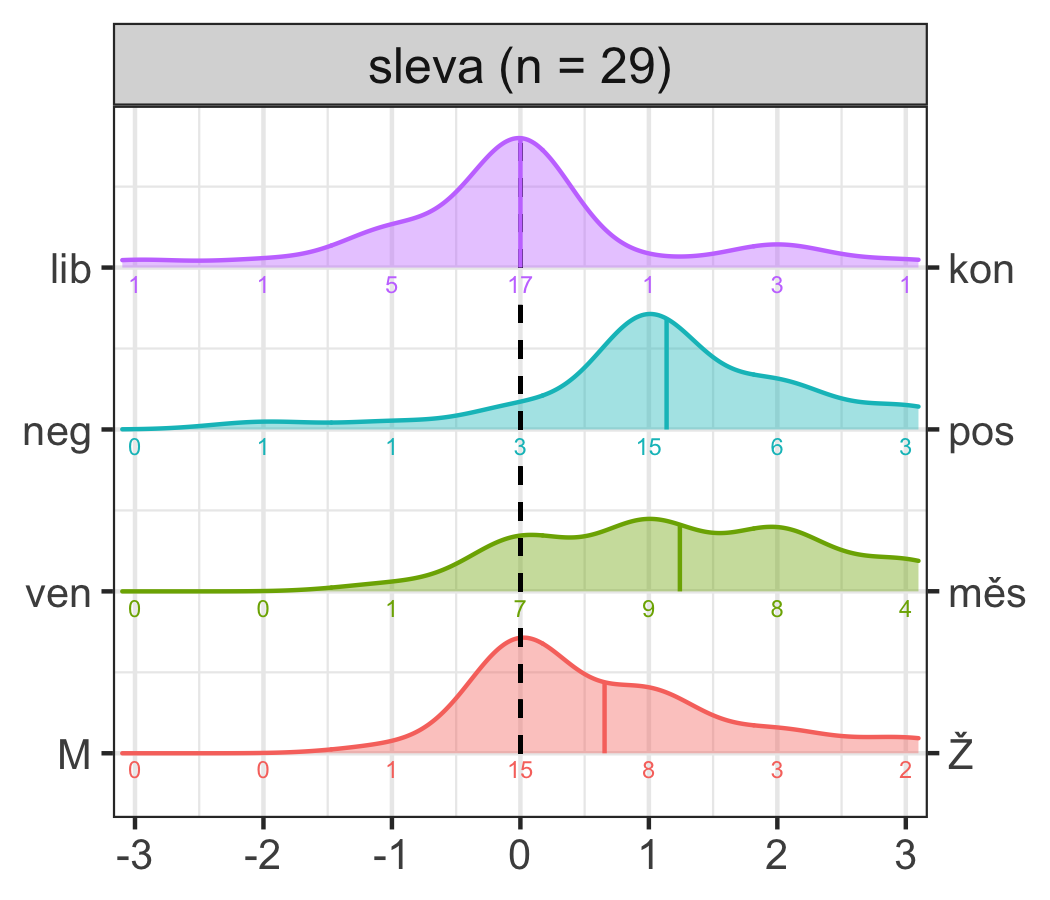 sleva (n = 29)
lib kon
1 1 5 17 1 3 1
neg pos
0 1 1 3 15 6 3
ven měs
0 0 1 7 9 8 4
M Ž
0 0 1 15 8 3 2
-3 -2 -1 0 1 2 3